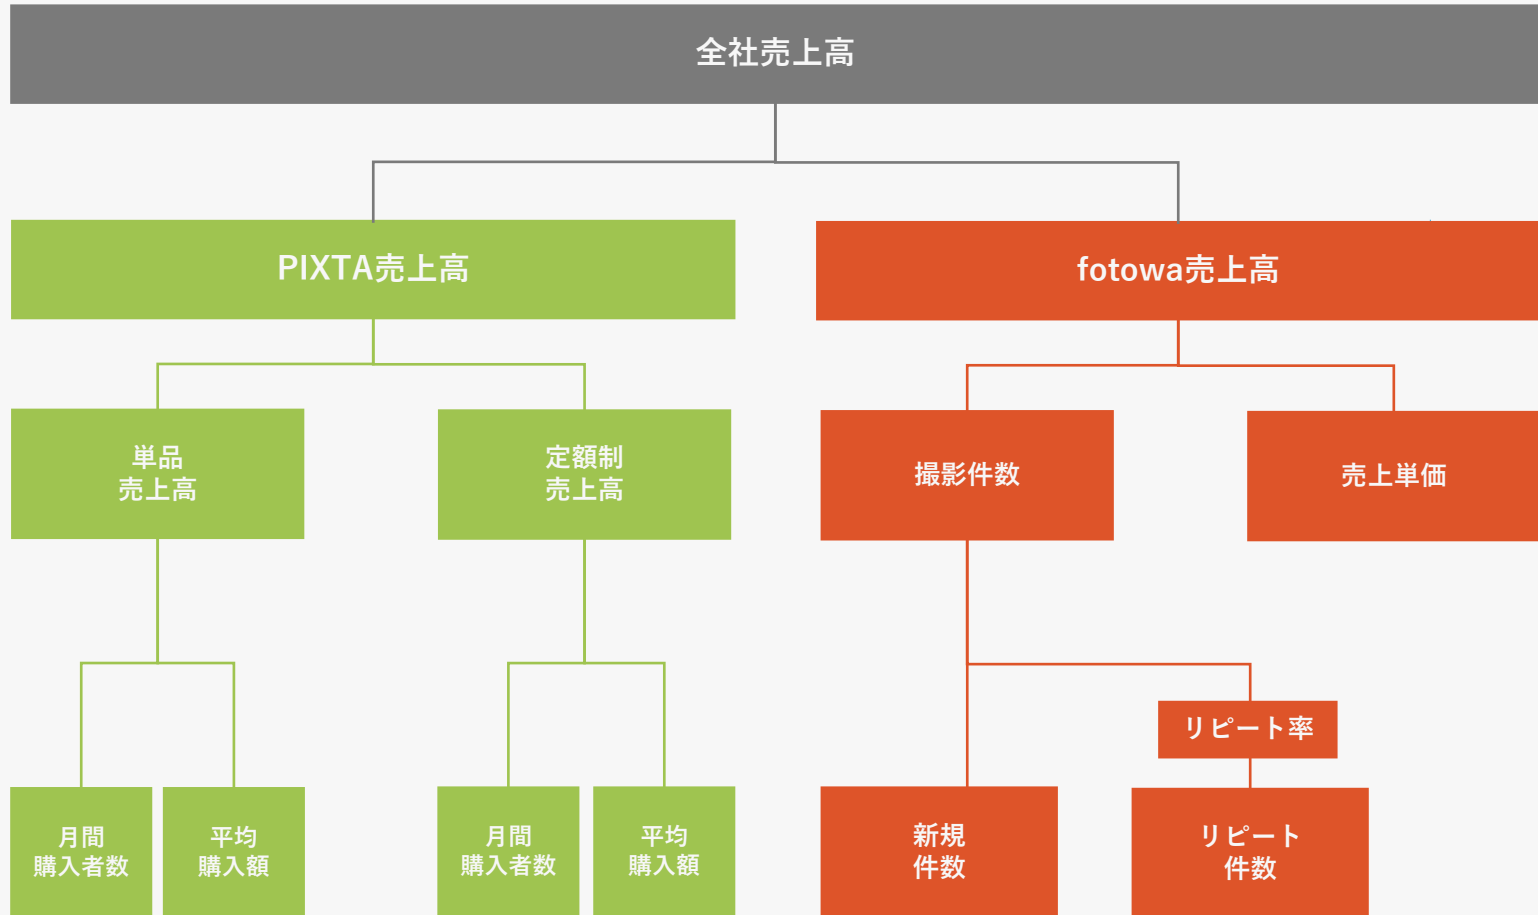 全社売上高
PIXTA売上高
fotowa売上高
単品
売上高
定額制
売上高
撮影件数
売上単価
リピート率
月間
購入者数
平均
購入額
月間
購入者数
平均
購入額
新規
件数
リピート
件数